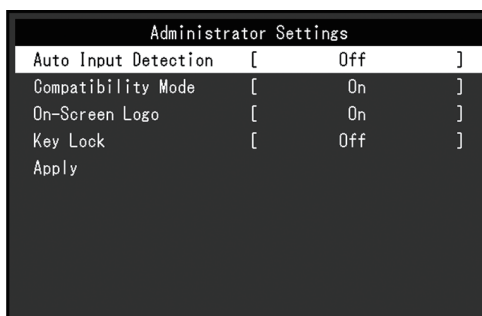 Administrator Settings
Auto Input Detection [ Off ]
Compatibility Mode [ On ]
On-Screen Logo [ On ]
Key Lock [ Off ]
Apply